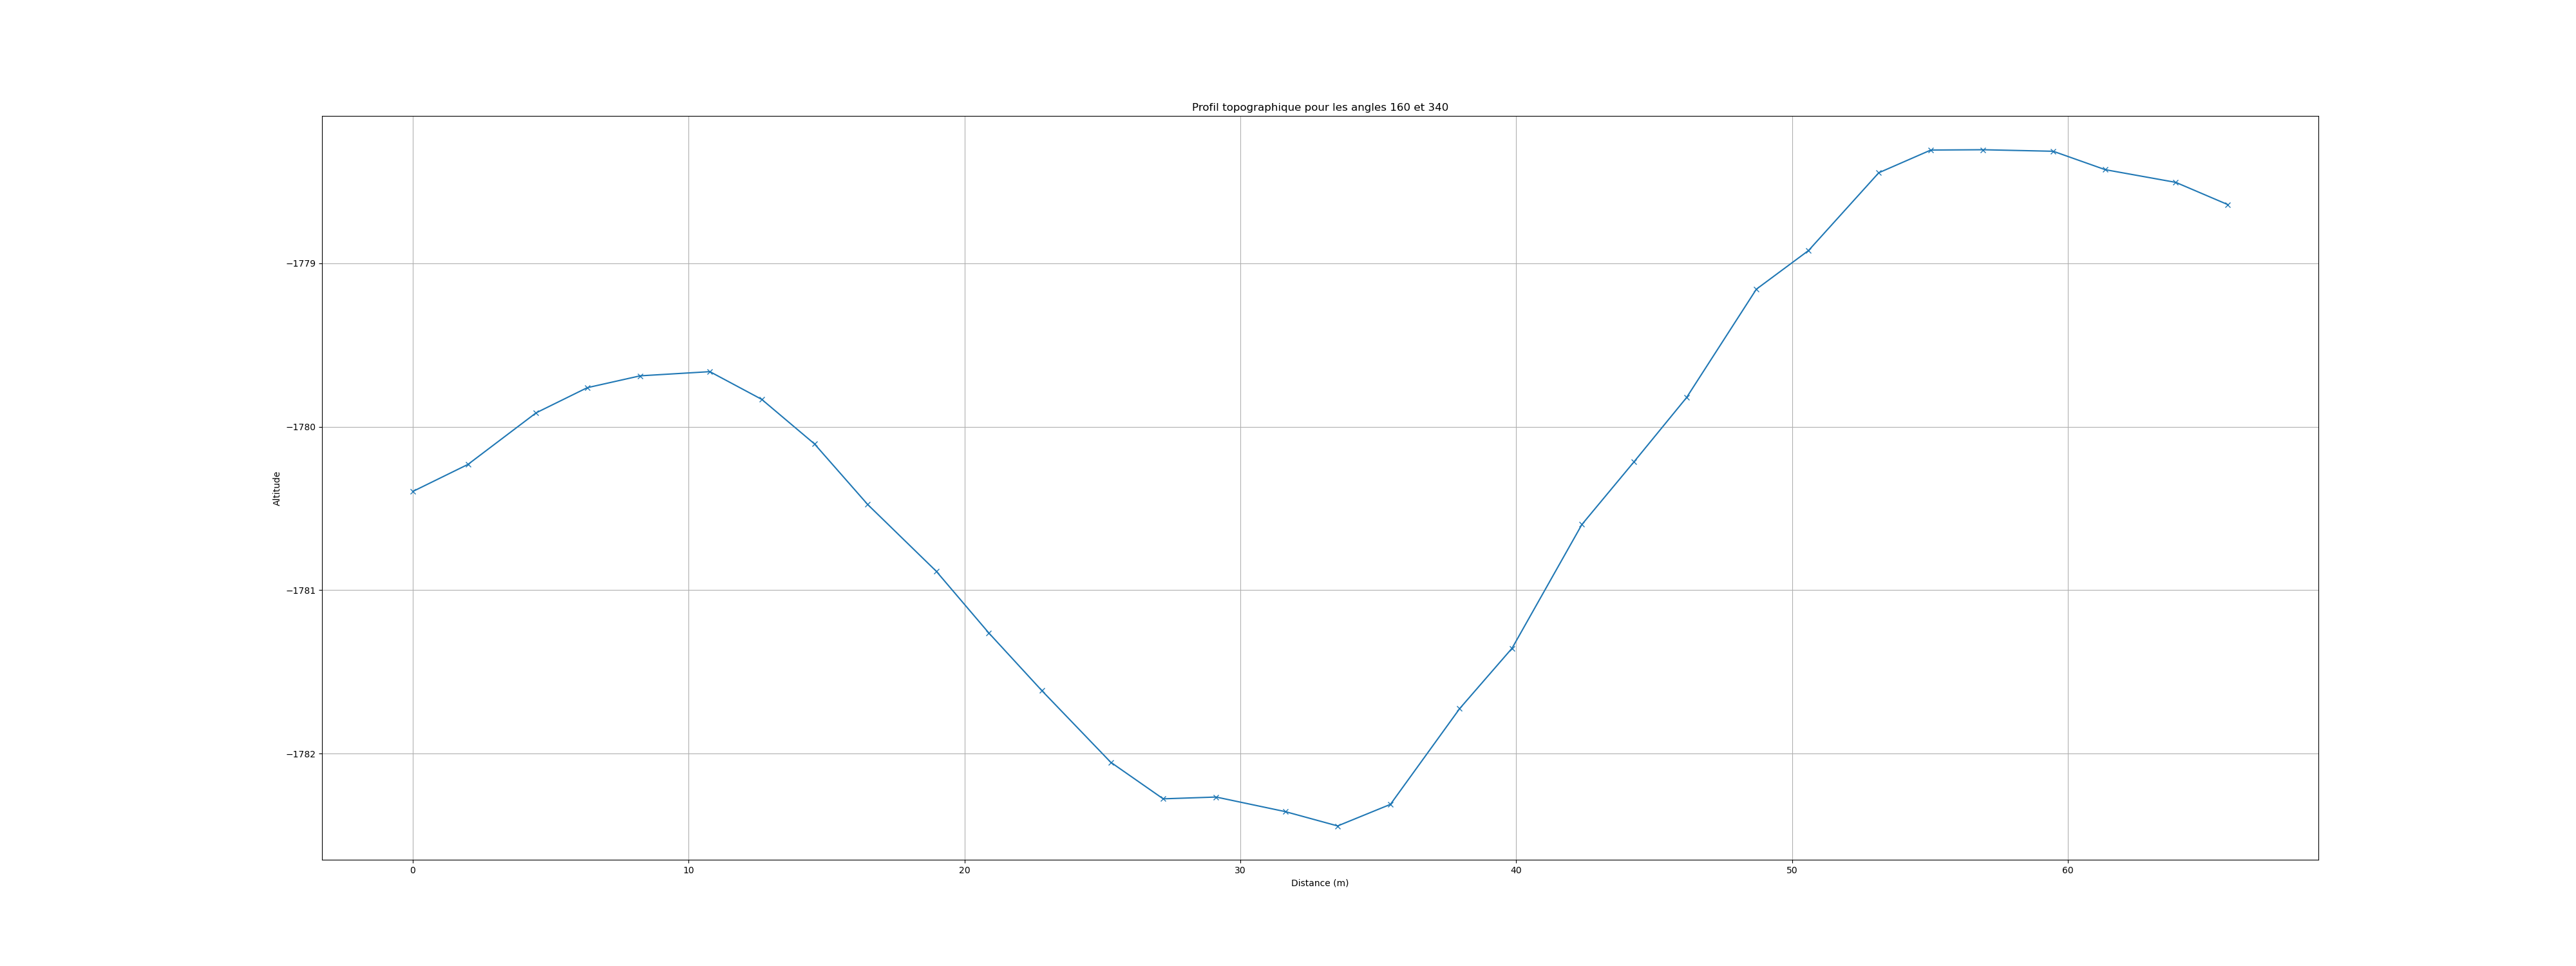 Profil topographique pour les angles 160 et 340
−1779
−1780
−1781
−1782
Altitude
0 10 20 30 40 50 60
Distance (m)